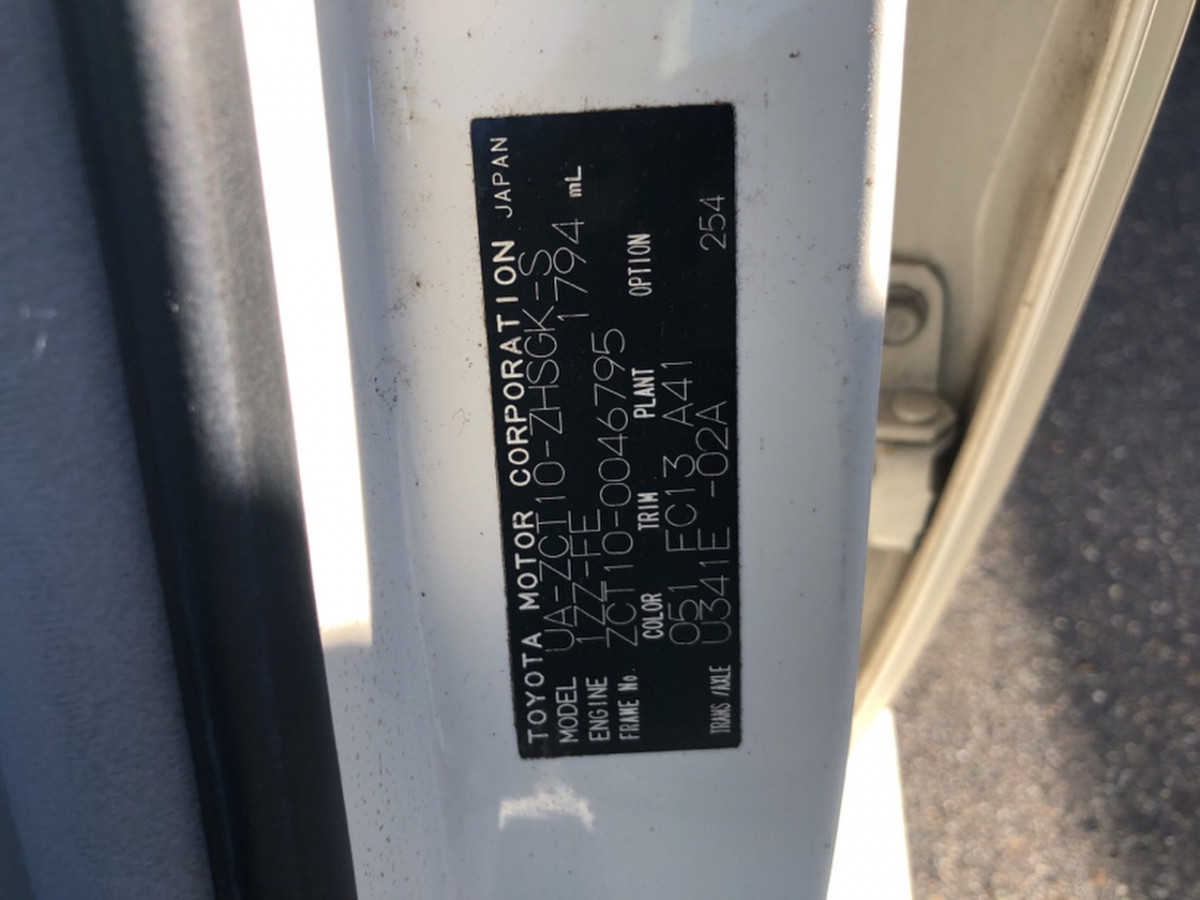 TOYOTA MOTOR CORPORATION JAPAN
MODEL UA-ZCT10-ZHSGK-S
ENGINE 1ZZ-FE 1794 mL
FRAME No. ZCT10-0046795
COLOR TRIM PLANT OPTION
051 FC13 A41
TRANS/AXLE U341E -02A 254